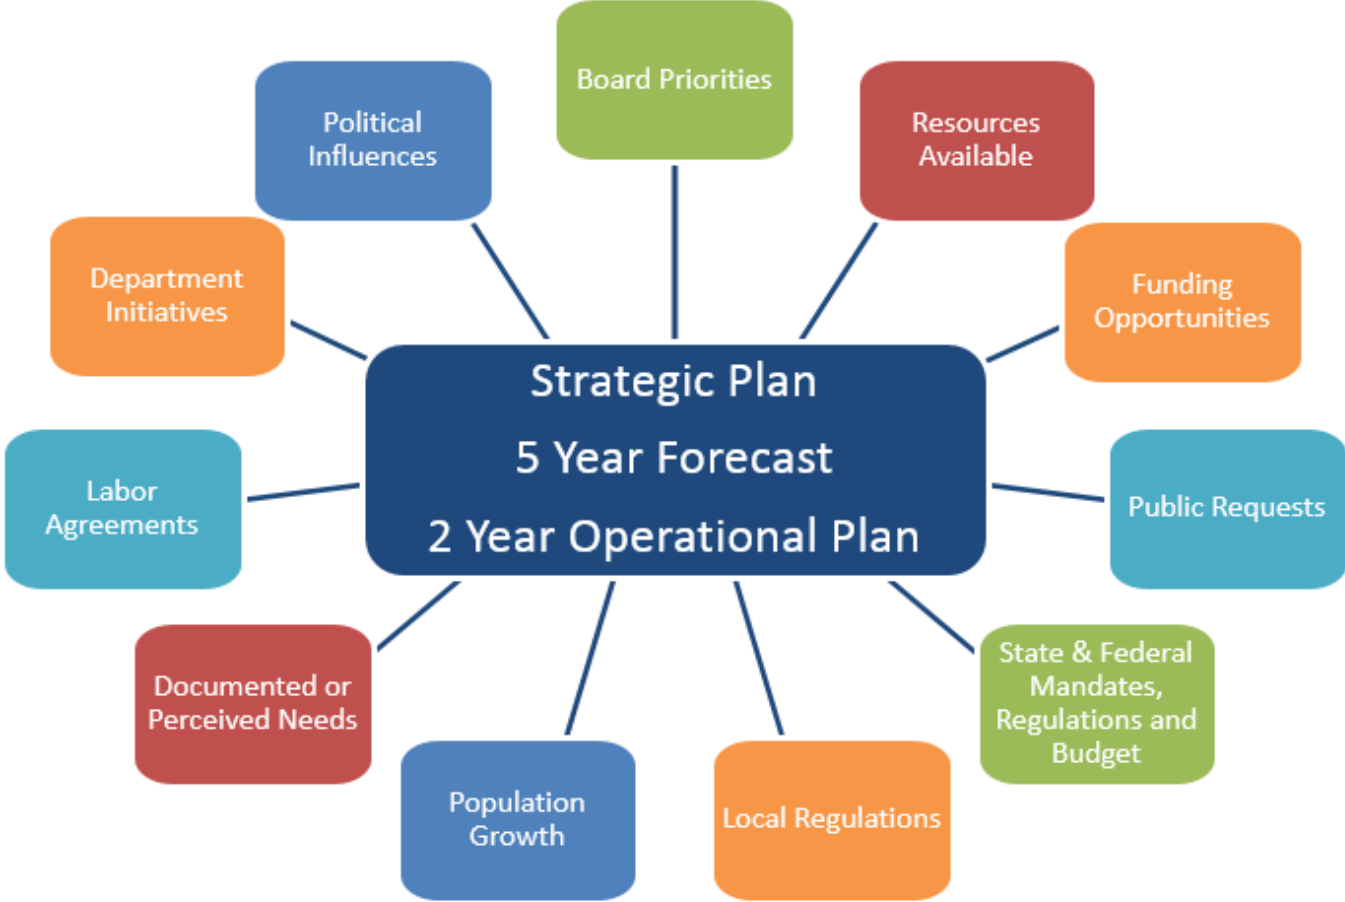 Board Priorities
Political
Influences
Resources
Available
Department
Initiatives
Funding
Opportunities
Strategic Plan
5 Year Forecast
2 Year Operational Plan
Labor
Agreements
Public Requests
Documented or
Perceived Needs
State & Federal
Mandates,
Regulations and
Budget
Population
Growth
Local Regulations